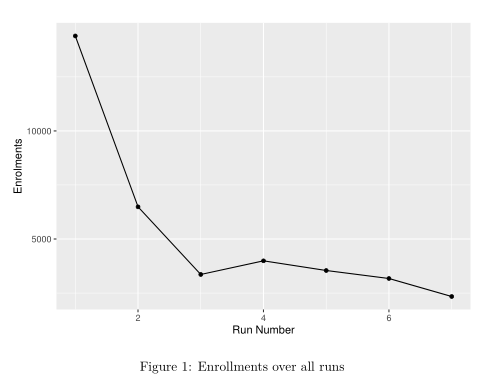 Enrolments
10000
5000
2 4 6
Run Number
Figure 1: Enrollments over all runs